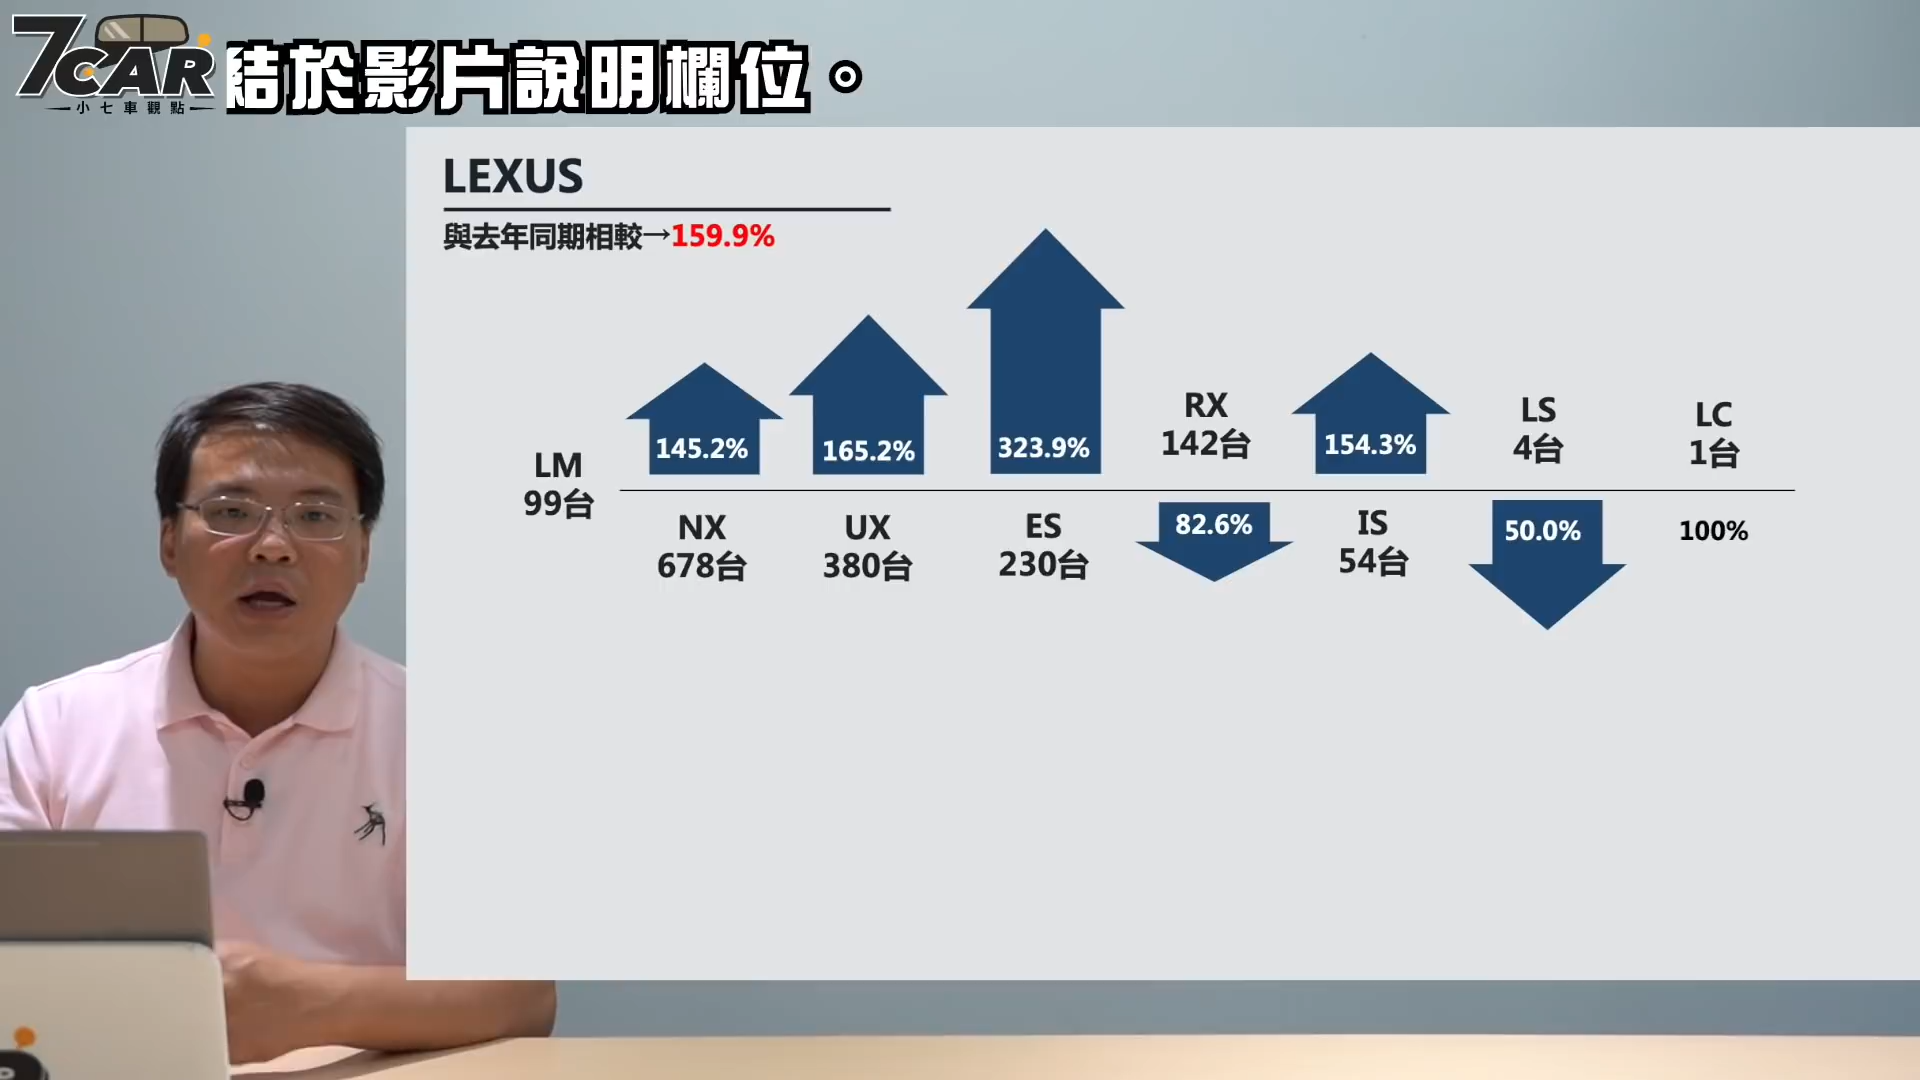 7CAR
小七車觀點
結於影片說明欄位。
LEXUS
與去年同期相較→159.9%
LM
99台
145.2%
NX
678台
165.2%
UX
380台
323.9%
ES
230台
RX
142台
82.6%
154.3%
IS
54台
LS
4台
50.0%
LC
1台
100%